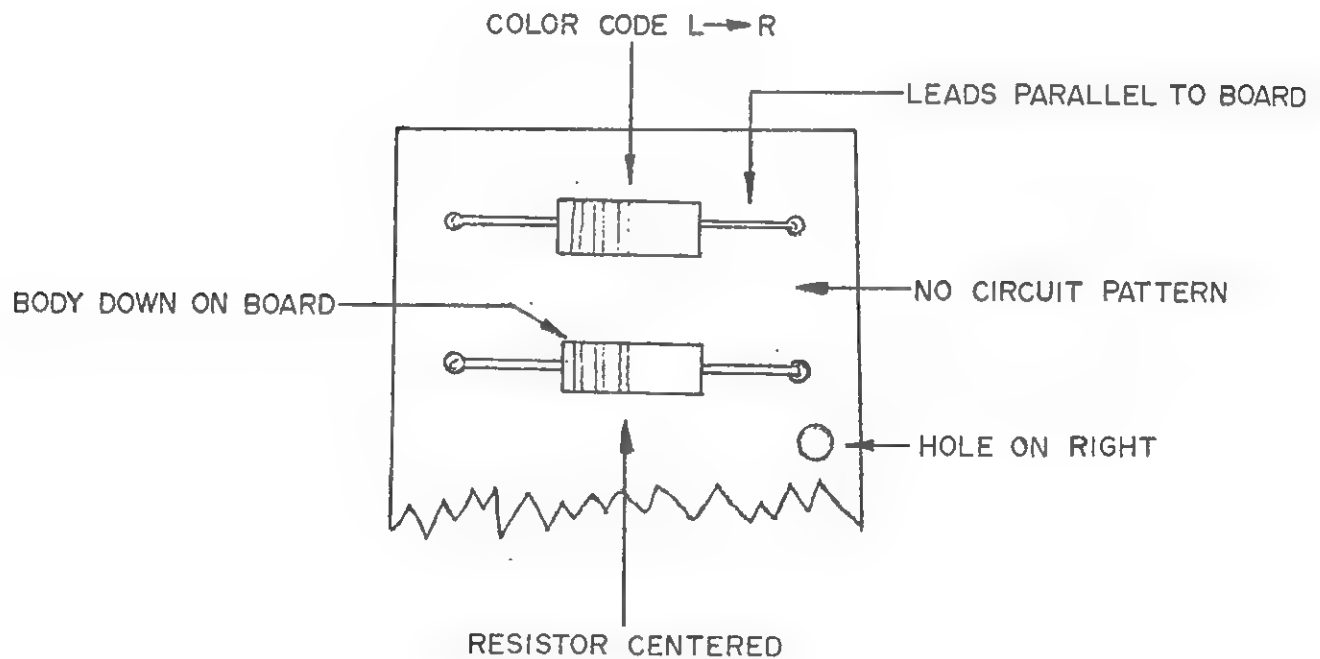 COLOR CODE L→R
LEADS PARALLEL TO BOARD
BODY DOWN ON BOARD
NO CIRCUIT PATTERN
HOLE ON RIGHT
RESISTOR CENTERED